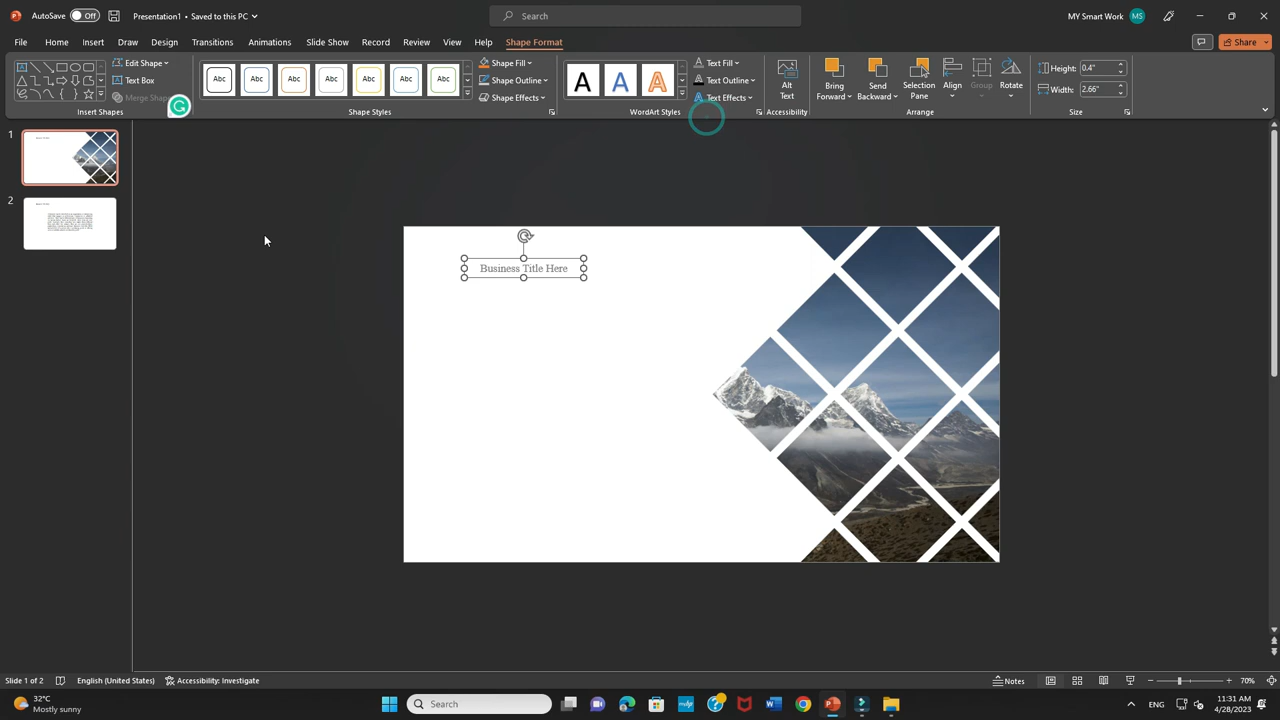 AutoSave Off Presentation1 • Saved to this PC Search MY Smart Work MS
File Home Insert Draw Design Transitions Animations Slide Show Record Review View Help Shape Format Share
Edit Shape Abc Abc Abc Abc Abc Abc Abc Shape Fill A A A Text Fill Height: 0.4"
Text Box Shape Outline Text Outline Alt Text Bring Forward Send Backward Selection Pane Align Group Rotate Width: 2.66"
Merge Shapes Shape Effects Text Effects
Insert Shapes Shape Styles WordArt Styles Accessibility Arrange Size
1
2
Business Title Here
Slide 1 of 2 English (United States) Accessibility: Investigate Notes 70%
32°C
Mostly sunny
Search
ENG
11:31 AM
4/28/2023